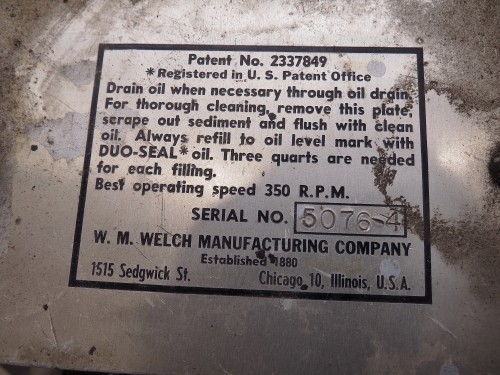 Patent No. 2337849
*Registered in U. S. Patent Office
Drain oil when necessary through oil drain.
For thorough cleaning, remove this plate,
scrape out sediment and flush with clean
oil. Always refill to oil level mark with
DUO-SEAL* oil. Three quarts are needed
for each filling.
Best operating speed 350 R.P.M.
SERIAL NO. 5076-4
W. M. WELCH MANUFACTURING COMPANY
Established 1880
1515 Sedgwick St. Chicago 10, Illinois, U.S.A.